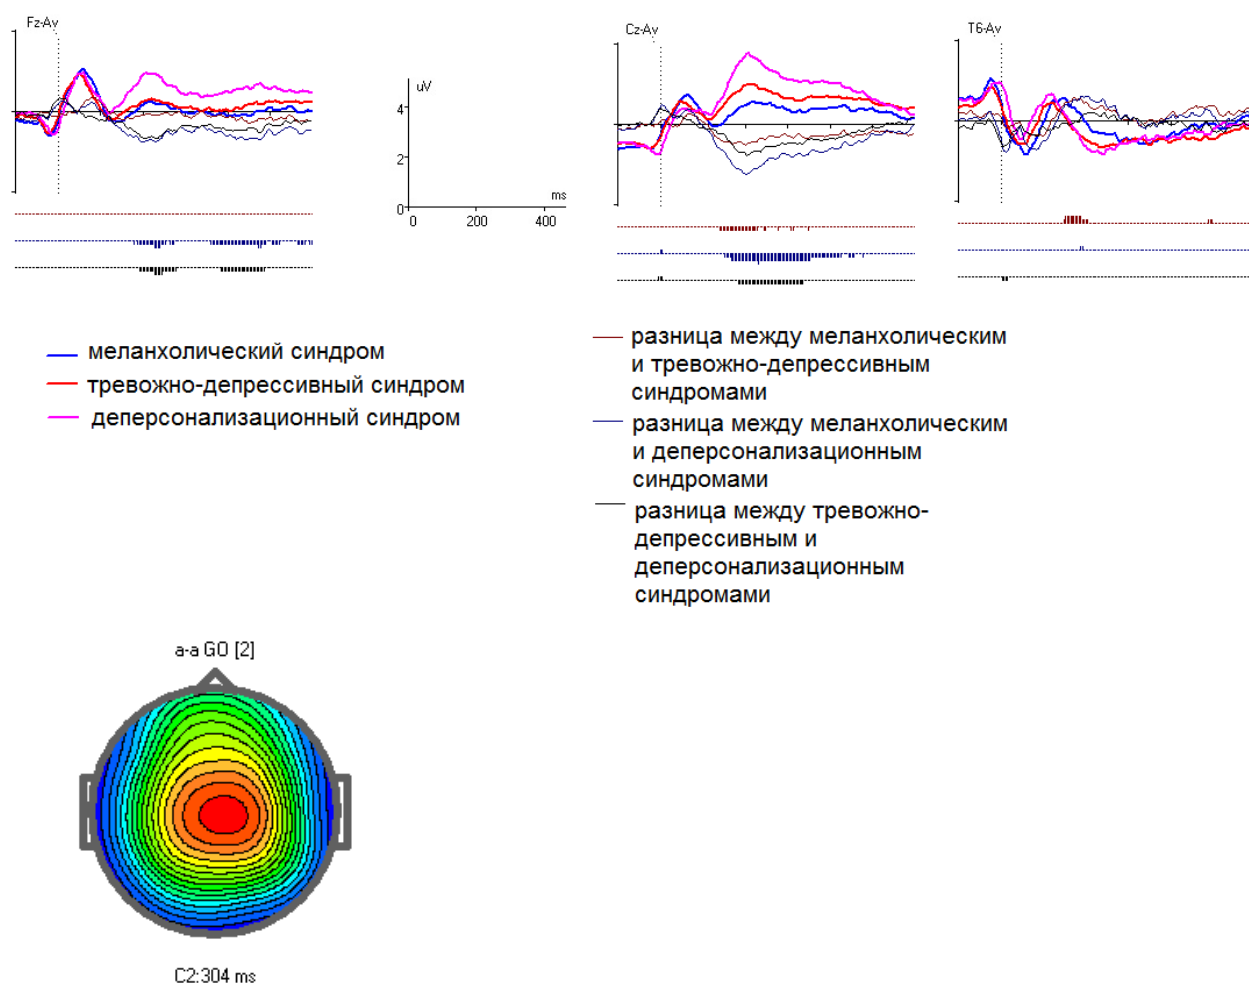 Fz-Av
uV
4
2
0
0 200 400
ms
Cz-Av
T6-Av
меланхолический синдром
тревожно-депрессивный синдром
деперсонализационный синдром
разница между меланхолическим
и тревожно-депрессивным
синдромами
разница между меланхолическим
и деперсонализационным
синдромами
разница между тревожно-
депрессивным и
деперсонализационным
синдромами
a-a GO [2]
C2:304 ms